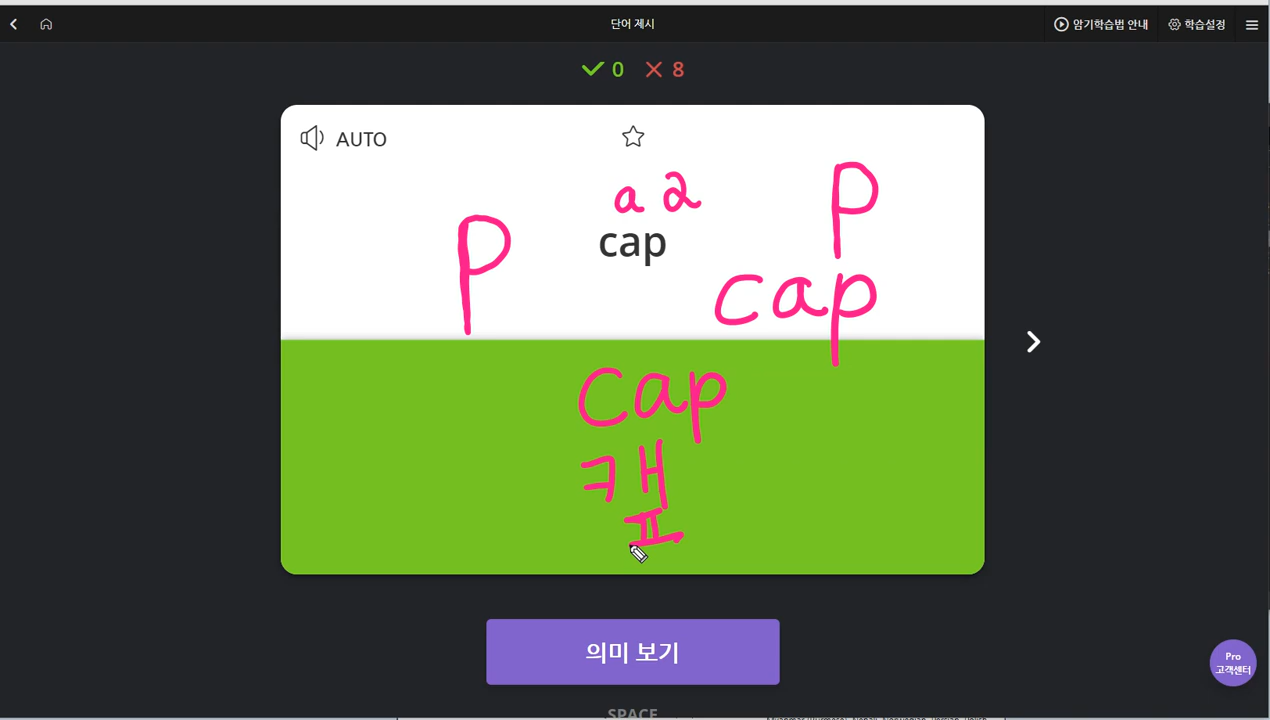 단어 제시
암기학습법 안내
학습설정
0 8
AUTO
a a
p
p
cap
cap
cap
캪
의미 보기
Pro
고객센터
SPACE